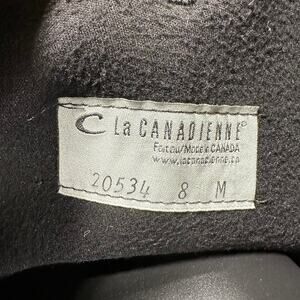 La CANADIENNE®
Fait au/Made in CANADA
www.lacanadienne.ca
20534 8 M